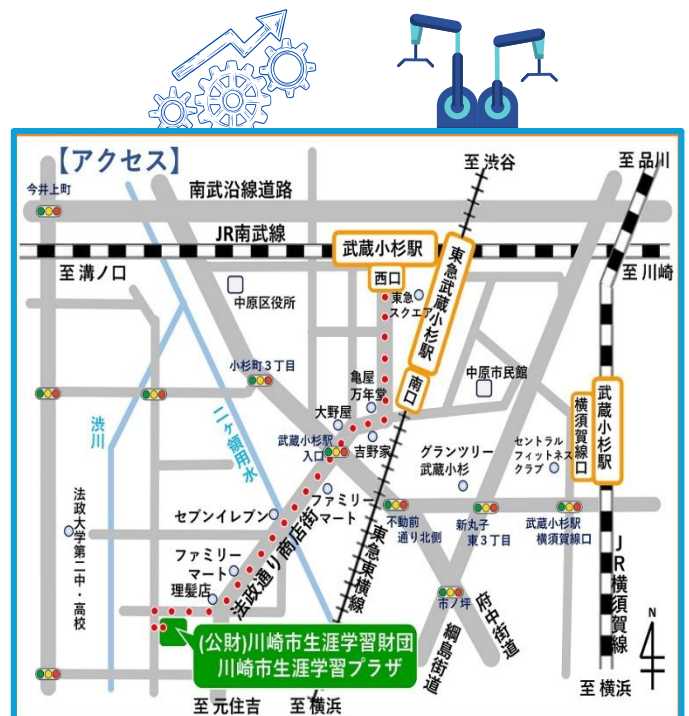 【アクセス】
至 渋谷
至 品川
今井上町
南武沿線道路
JR南武線
武蔵小杉駅
至 溝ノ口
西口
東急武蔵小杉駅
至 川崎
中原区役所
東急
スクエア
小杉町3丁目
亀屋
万年堂
南口
中原市民館
大野屋
横須賀線口
武蔵小杉駅
渋川
二ヶ領用水
武蔵小杉駅
入口
吉野家
グランツリー
武蔵小杉
セントラル
フィットネス
クラブ
法政大学第二中・高校
セブンイレブン
ファミリー
マート
不動前
通り北側
新丸子
東3丁目
武蔵小杉駅
横須賀線口
ファミリー
マート
理髪店
法政通り商店街
東急東横線
JR横須賀線
市ノ坪
府中街道
綱島街道
N
(公財)川崎市生涯学習財団
川崎市生涯学習プラザ
至 元住吉
至 横浜
至 横浜